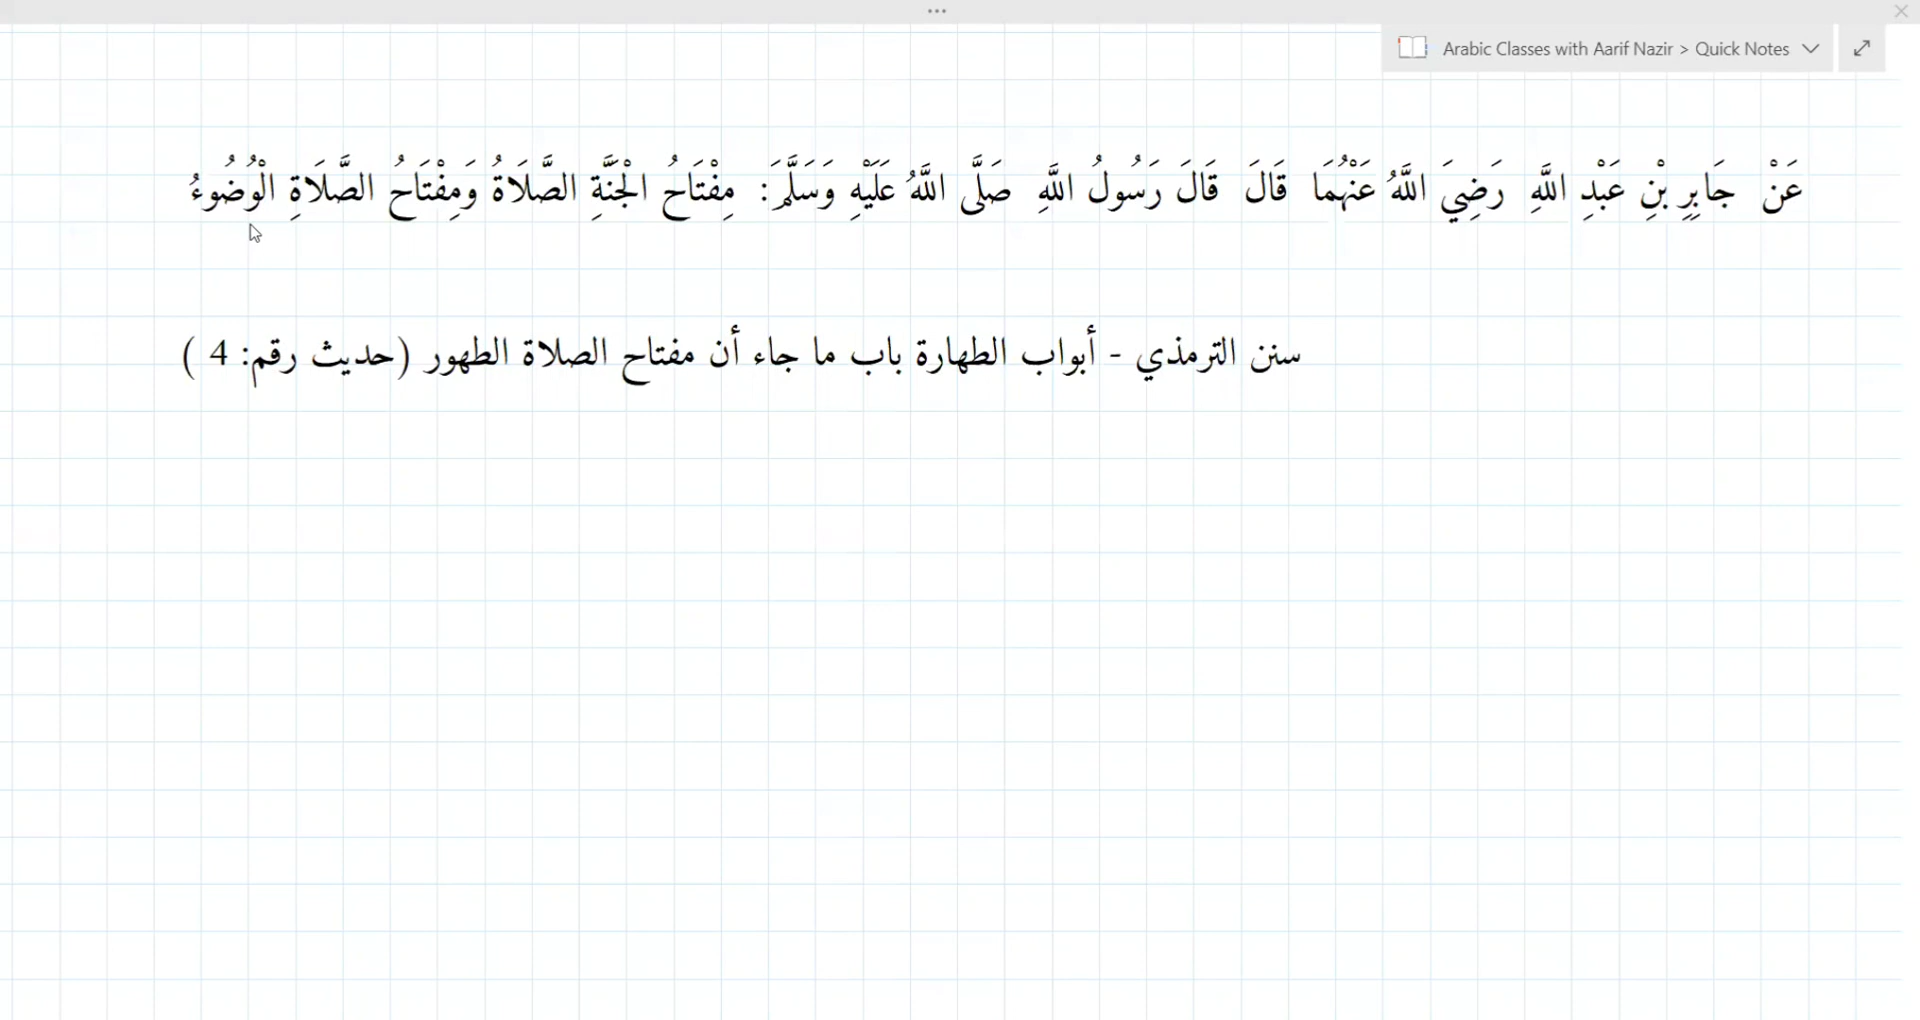 Arabic Classes with Aarif Nazir > Quick Notes
عَنْ جَابِرِ بْنِ عَبْدِ اللَّهِ رَضِيَ اللَّهُ عَنْهُمَا قَالَ قَالَ رَسُولُ اللَّهِ صَلَّى اللَّهُ عَلَيْهِ وَسَلَّمَ: مِفْتَاحُ الْجَنَّةِ الصَّلَاةُ وَمِفْتَاحُ الصَّلَاةِ الْوُضُوءُ
سنن الترمذي - أبواب الطهارة باب ما جاء أن مفتاح الصلاة الطهور (حديث رقم: 4 )